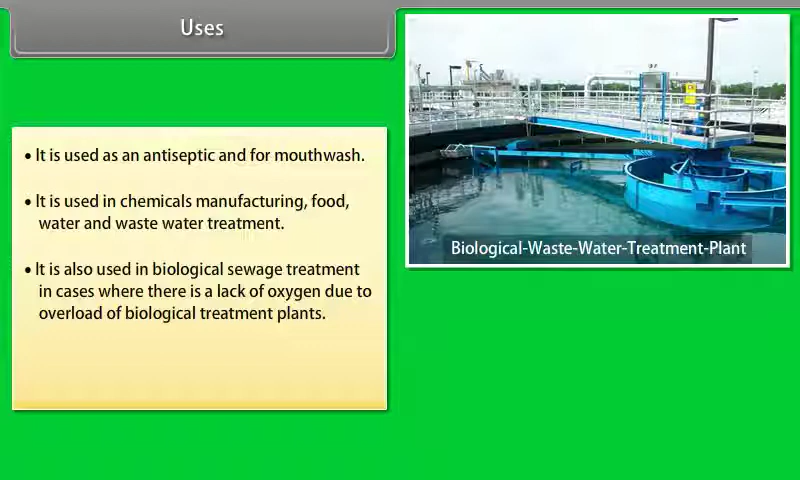 Uses
• It is used as an antiseptic and for mouthwash.
• It is used in chemicals manufacturing, food,
water and waste water treatment.
• It is also used in biological sewage treatment
in cases where there is a lack of oxygen due to
overload of biological treatment plants.
Biological-Waste-Water-Treatment-Plant